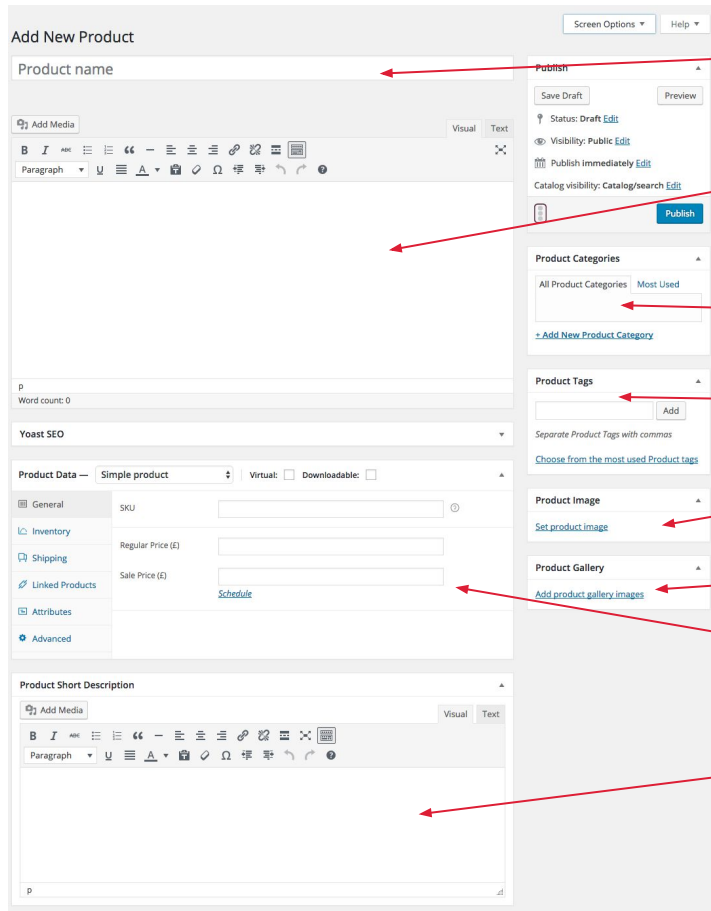 Screen Options ▼ Help ▼
Add New Product
Product name
Add Media
Visual Text
B I ABC
Paragraph ▼ U A ▼ Ω
p
Word count: 0
Yoast SEO
Product Data — Simple product Virtual: Downloadable:
General
Inventory
Shipping
Linked Products
Attributes
Advanced
SKU
Regular Price (£)
Sale Price (£)
Schedule
Product Short Description
Add Media
Visual Text
B I ABC
Paragraph ▼ U A ▼ Ω
p
Publish
Save Draft Preview
Status: Draft Edit
Visibility: Public Edit
Publish immediately Edit
Catalog visibility: Catalog/search Edit
Publish
Product Categories
All Product Categories Most Used
+ Add New Product Category
Product Tags
Add
Separate Product Tags with commas
Choose from the most used Product tags
Product Image
Set product image
Product Gallery
Add product gallery images